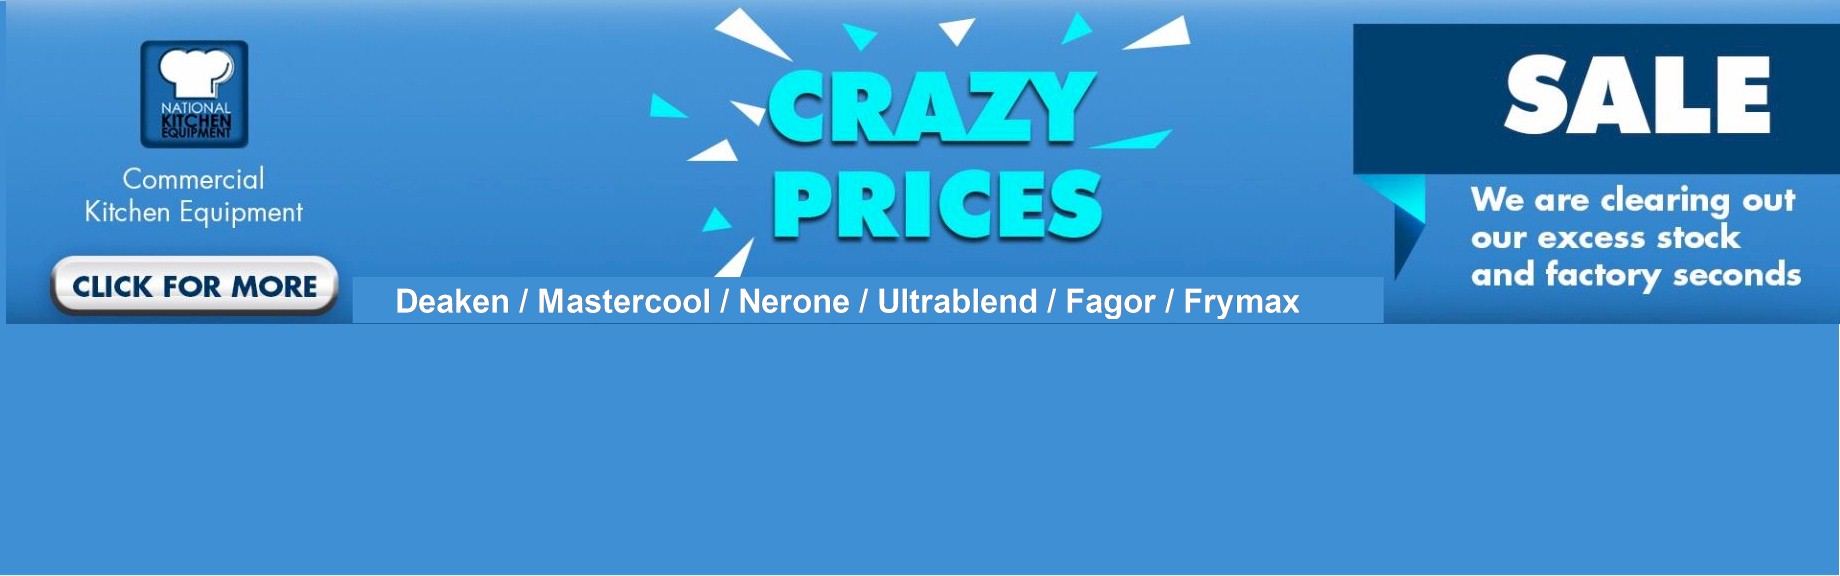 NATIONAL
KITCHEN
EQUIPMENT
Commercial
Kitchen Equipment
CLICK FOR MORE
CRAZY
PRICES
Deaken / Mastercool / Nerone / Ultrablend / Fagor / Frymax
SALE
We are clearing out
our excess stock
and factory seconds